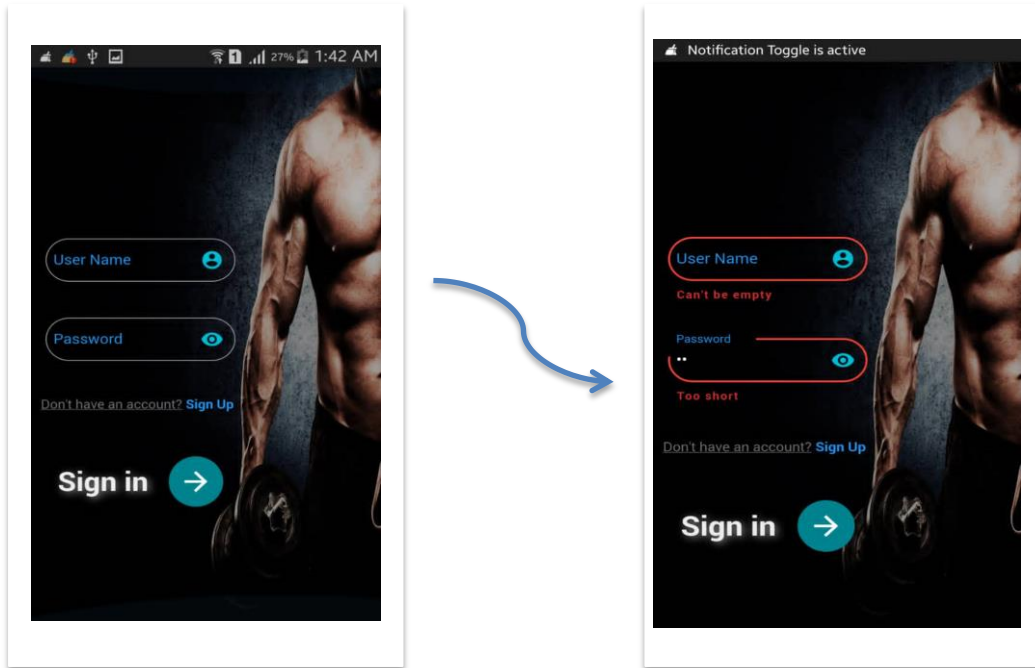 1 27% 1:42 AM
User Name
Password
Don't have an account? Sign Up
Sign in
Notification Toggle is active
User Name
Can't be empty
Password
••
Too short
Don't have an account? Sign Up
Sign in